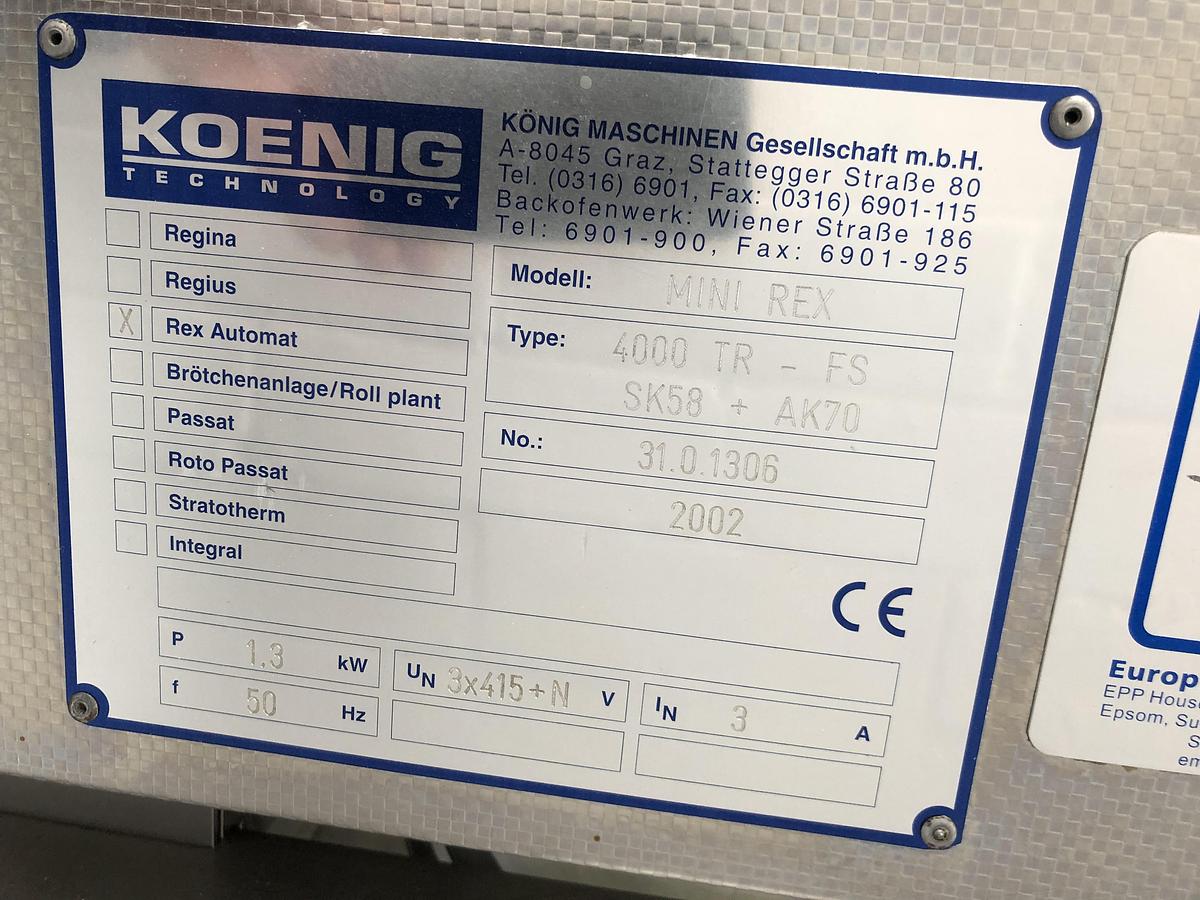 KOENIG
TECHNOLOGY
KÖNIG MASCHINEN Gesellschaft m.b.H.
A-8045 Graz, Stattegger Straße 80
Tel. (0316) 6901, Fax: (0316) 6901-115
Backofenwerk: Wiener Straße 186
Tel: 6901-900, Fax: 6901-925
Regina
Regius
X Rex Automat
Brötchenanlage/Roll plant
Passat
Roto Passat
Stratotherm
Integral
Modell: MINI REX
Type: 4000 TR - FS
SK58 + AK70
No.: 31.0.1306
2002
CE
P 1.3 kW
UN 3x415+N V
IN 3 A
f 50 Hz
Europ
EPP House
Epsom, Su
S
em